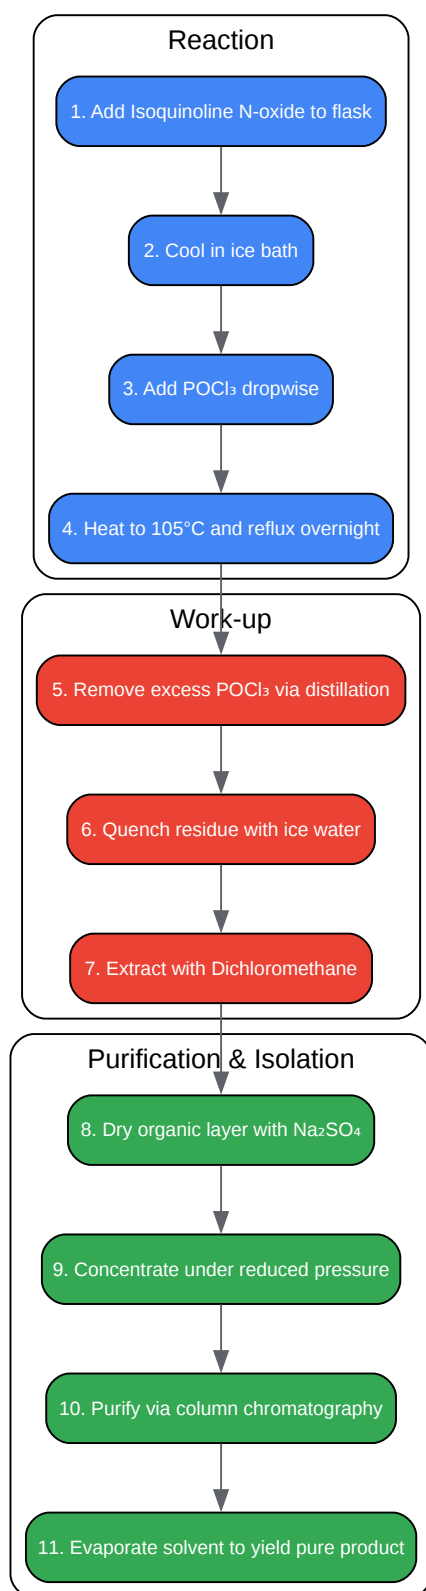 Reaction
1. Add Isoquinoline N-oxide to flask
2. Cool in ice bath
3. Add POCl₃ dropwise
4. Heat to 105°C and reflux overnight
Work-up
5. Remove excess POCl₃ via distillation
6. Quench residue with ice water
7. Extract with Dichloromethane
Purification & Isolation
8. Dry organic layer with Na₂SO₄
9. Concentrate under reduced pressure
10. Purify via column chromatography
11. Evaporate solvent to yield pure product